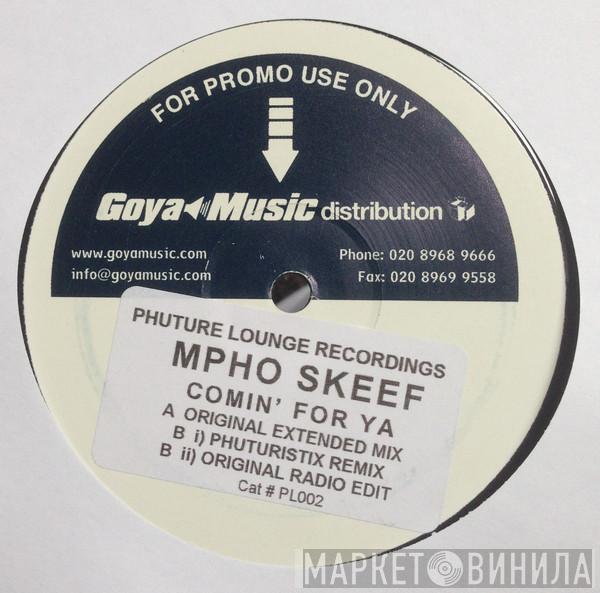 FOR PROMO USE ONLY
Goya Music distribution
www.goyamusic.com
info@goyamusic.com
Phone: 020 8968 9666
Fax: 020 8969 9558
PHUTURE LOUNGE RECORDINGS
MPHO SKEEF
COMIN' FOR YA
A ORIGINAL EXTENDED MIX
B i) PHUTURISTIX REMIX
B ii) ORIGINAL RADIO EDIT
Cat # PL002
МАРКЕТ ВИНИЛА